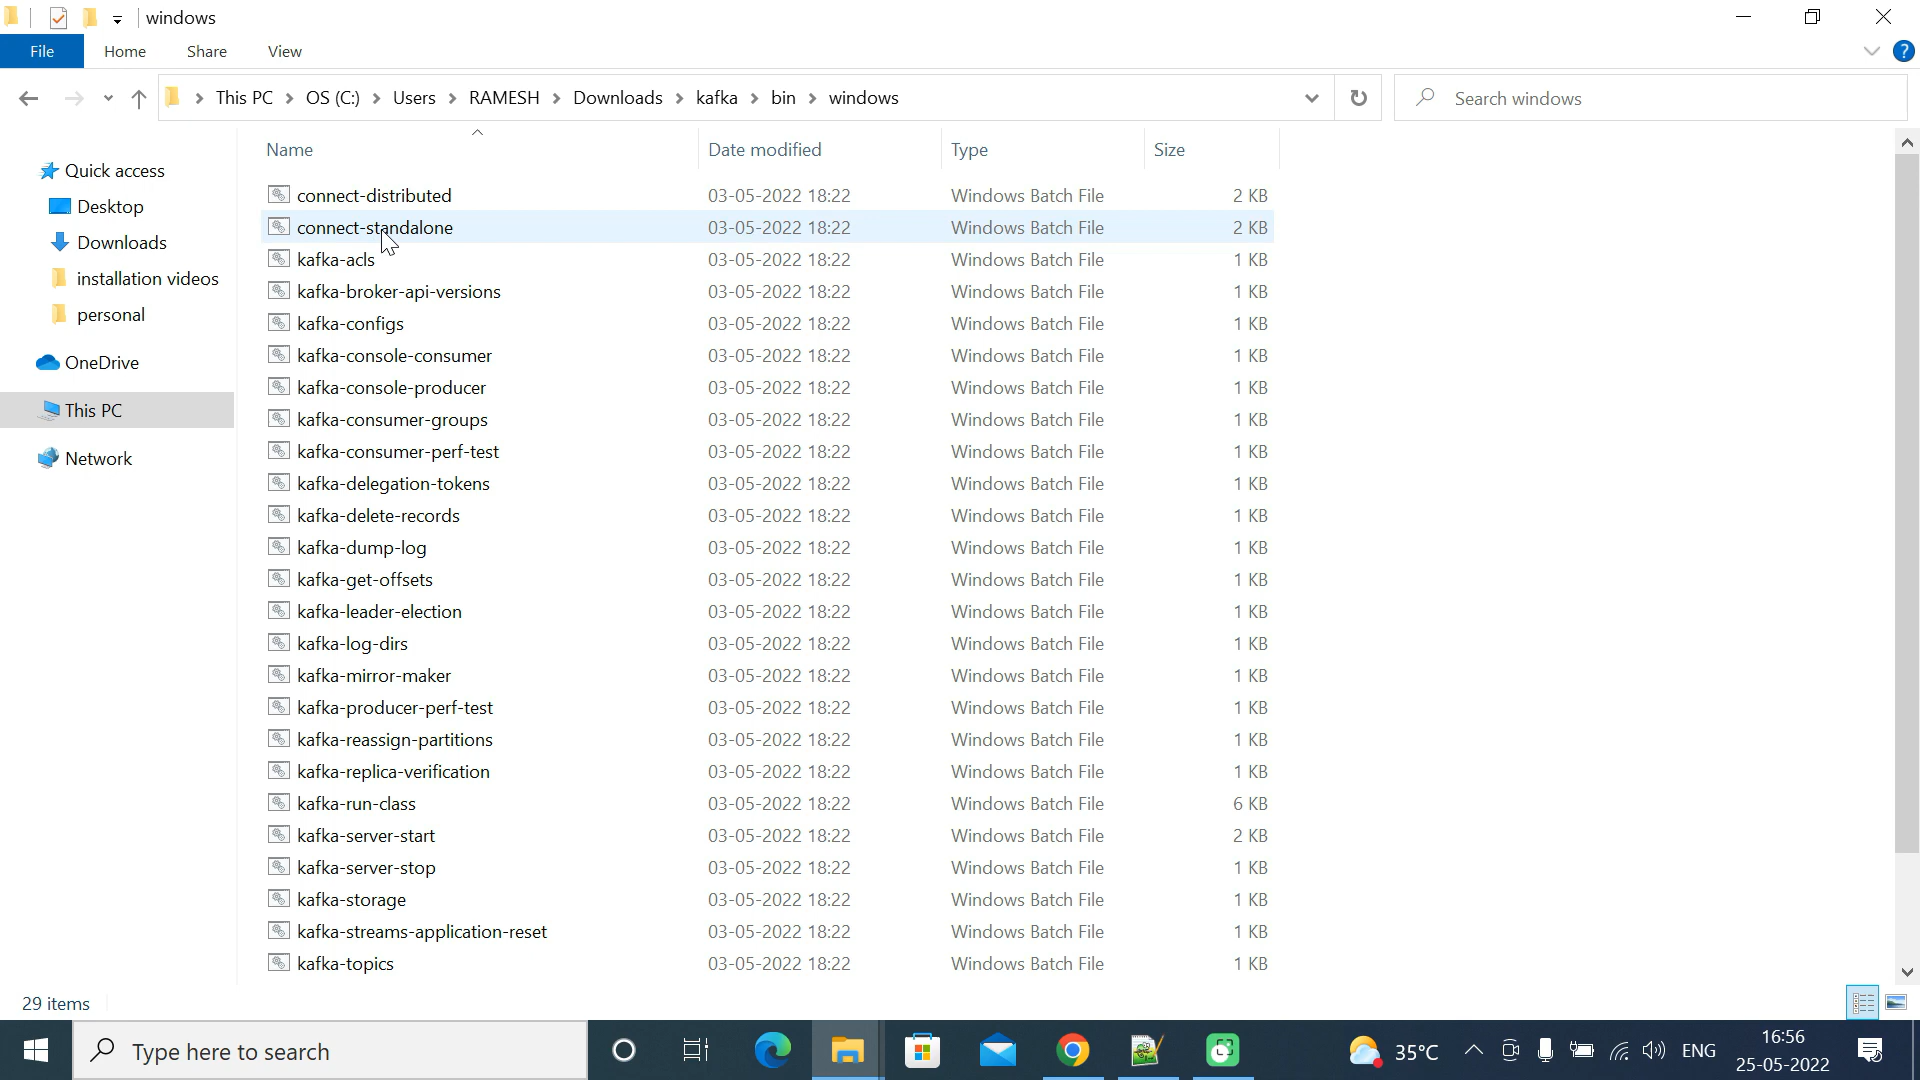 windows
File Home Share View
This PC OS (C:) Users RAMESH Downloads kafka bin windows Search windows
Name Date modified Type Size
Quick access
Desktop
Downloads
installation videos
personal
OneDrive
This PC
Network
connect-distributed 03-05-2022 18:22 Windows Batch File 2 KB
connect-standalone 03-05-2022 18:22 Windows Batch File 2 KB
kafka-acls 03-05-2022 18:22 Windows Batch File 1 KB
kafka-broker-api-versions 03-05-2022 18:22 Windows Batch File 1 KB
kafka-configs 03-05-2022 18:22 Windows Batch File 1 KB
kafka-console-consumer 03-05-2022 18:22 Windows Batch File 1 KB
kafka-console-producer 03-05-2022 18:22 Windows Batch File 1 KB
kafka-consumer-groups 03-05-2022 18:22 Windows Batch File 1 KB
kafka-consumer-perf-test 03-05-2022 18:22 Windows Batch File 1 KB
kafka-delegation-tokens 03-05-2022 18:22 Windows Batch File 1 KB
kafka-delete-records 03-05-2022 18:22 Windows Batch File 1 KB
kafka-dump-log 03-05-2022 18:22 Windows Batch File 1 KB
kafka-get-offsets 03-05-2022 18:22 Windows Batch File 1 KB
kafka-leader-election 03-05-2022 18:22 Windows Batch File 1 KB
kafka-log-dirs 03-05-2022 18:22 Windows Batch File 1 KB
kafka-mirror-maker 03-05-2022 18:22 Windows Batch File 1 KB
kafka-producer-perf-test 03-05-2022 18:22 Windows Batch File 1 KB
kafka-reassign-partitions 03-05-2022 18:22 Windows Batch File 1 KB
kafka-replica-verification 03-05-2022 18:22 Windows Batch File 1 KB
kafka-run-class 03-05-2022 18:22 Windows Batch File 6 KB
kafka-server-start 03-05-2022 18:22 Windows Batch File 2 KB
kafka-server-stop 03-05-2022 18:22 Windows Batch File 1 KB
kafka-storage 03-05-2022 18:22 Windows Batch File 1 KB
kafka-streams-application-reset 03-05-2022 18:22 Windows Batch File 1 KB
kafka-topics 03-05-2022 18:22 Windows Batch File 1 KB
29 items
Type here to search 35°C ENG 16:56
25-05-2022